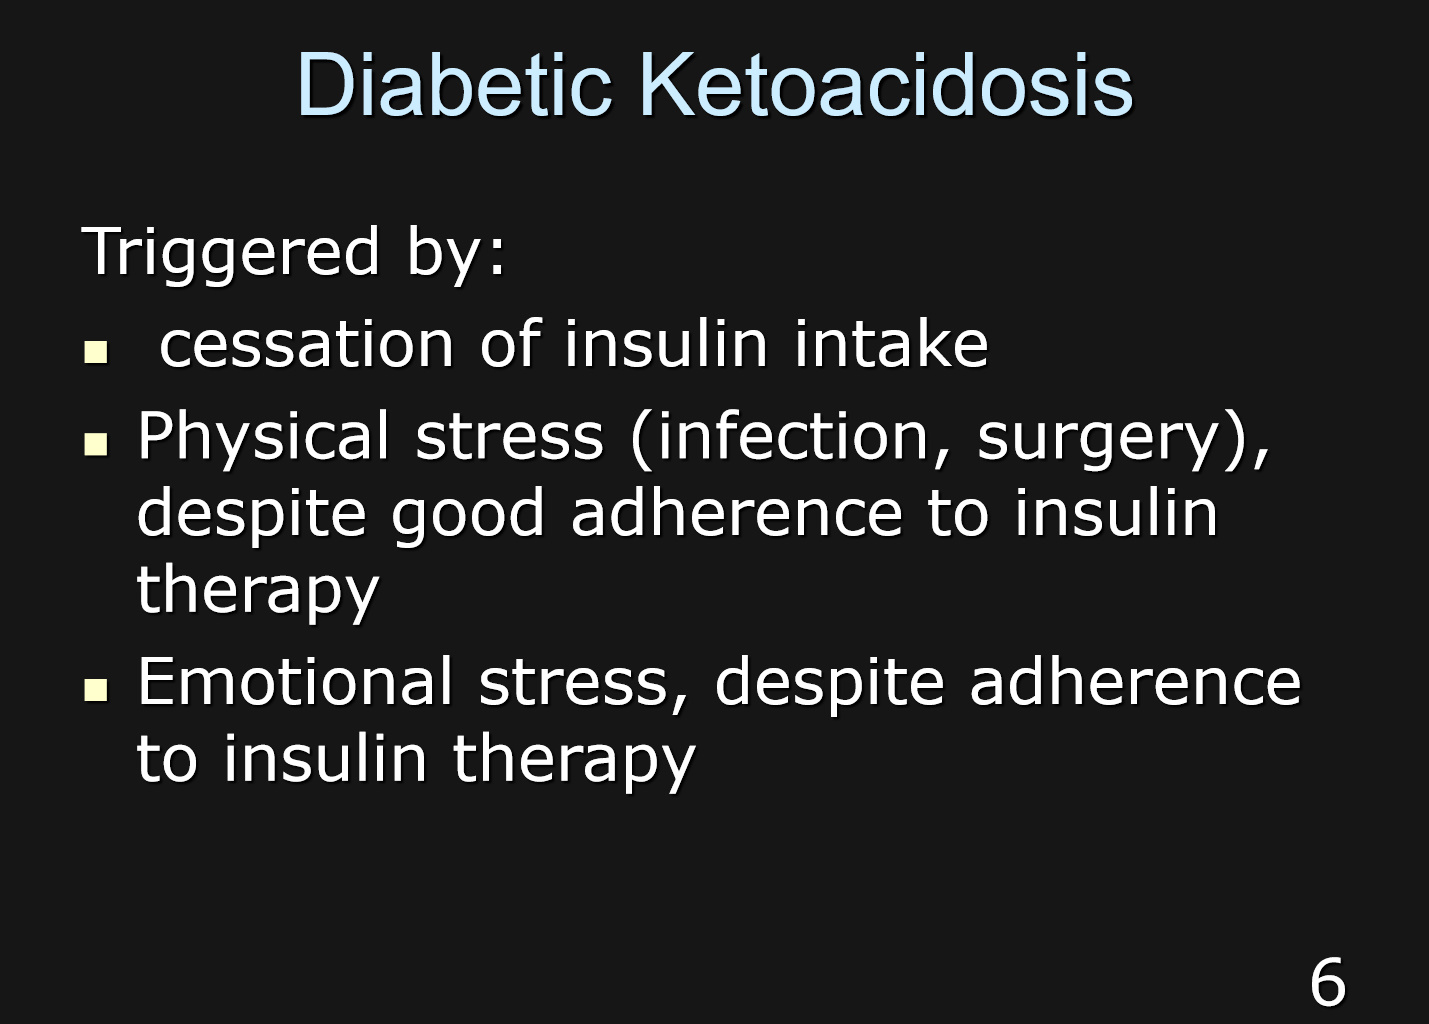 Diabetic Ketoacidosis
Triggered by:
cessation of insulin intake
Physical stress (infection, surgery),
despite good adherence to insulin
therapy
Emotional stress, despite adherence
to insulin therapy
6